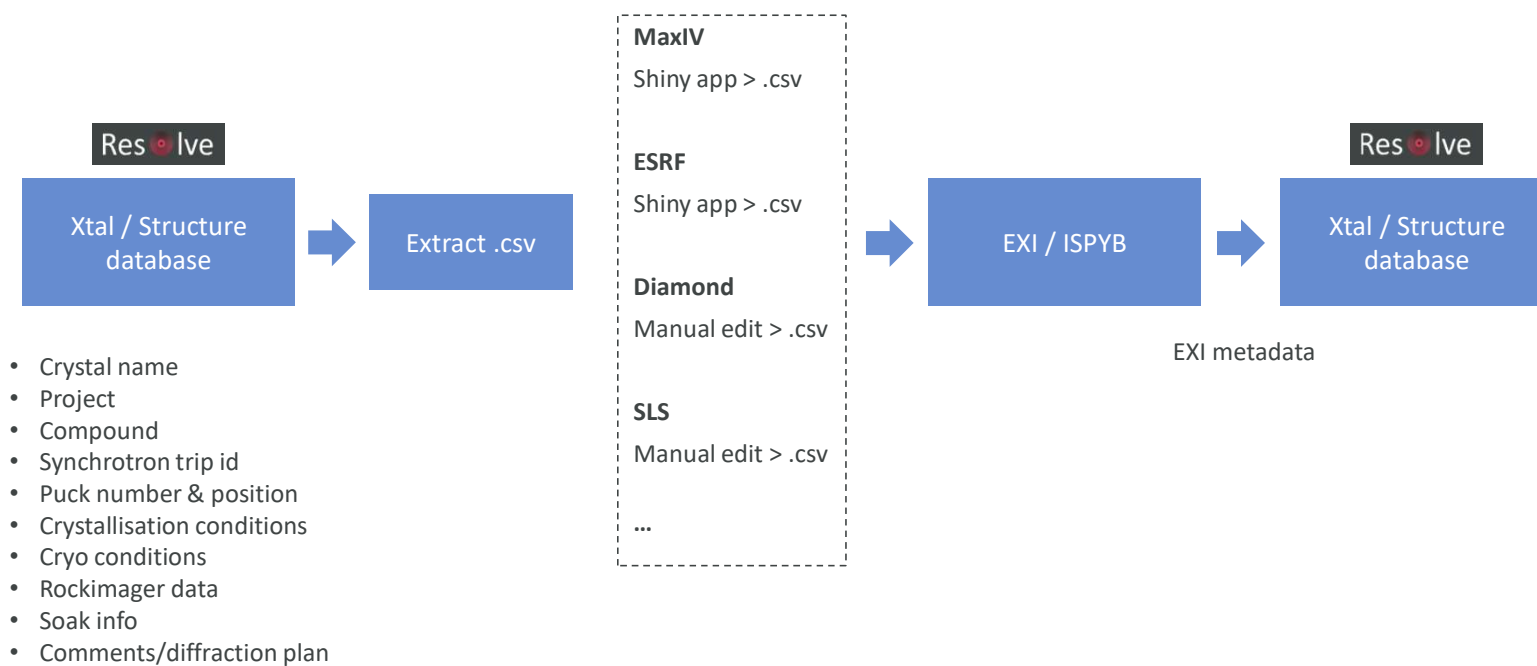 Res lve
Xtal / Structure
database
• Crystal name
• Project
• Compound
• Synchrotron trip id
• Puck number & position
• Crystallisation conditions
• Cryo conditions
• Rockimager data
• Soak info
• Comments/diffraction plan
Extract .csv
MaxIV
Shiny app > .csv
ESRF
Shiny app > .csv
Diamond
Manual edit > .csv
SLS
Manual edit > .csv
...
EXI / ISPYB
EXI metadata
Res lve
Xtal / Structure
database